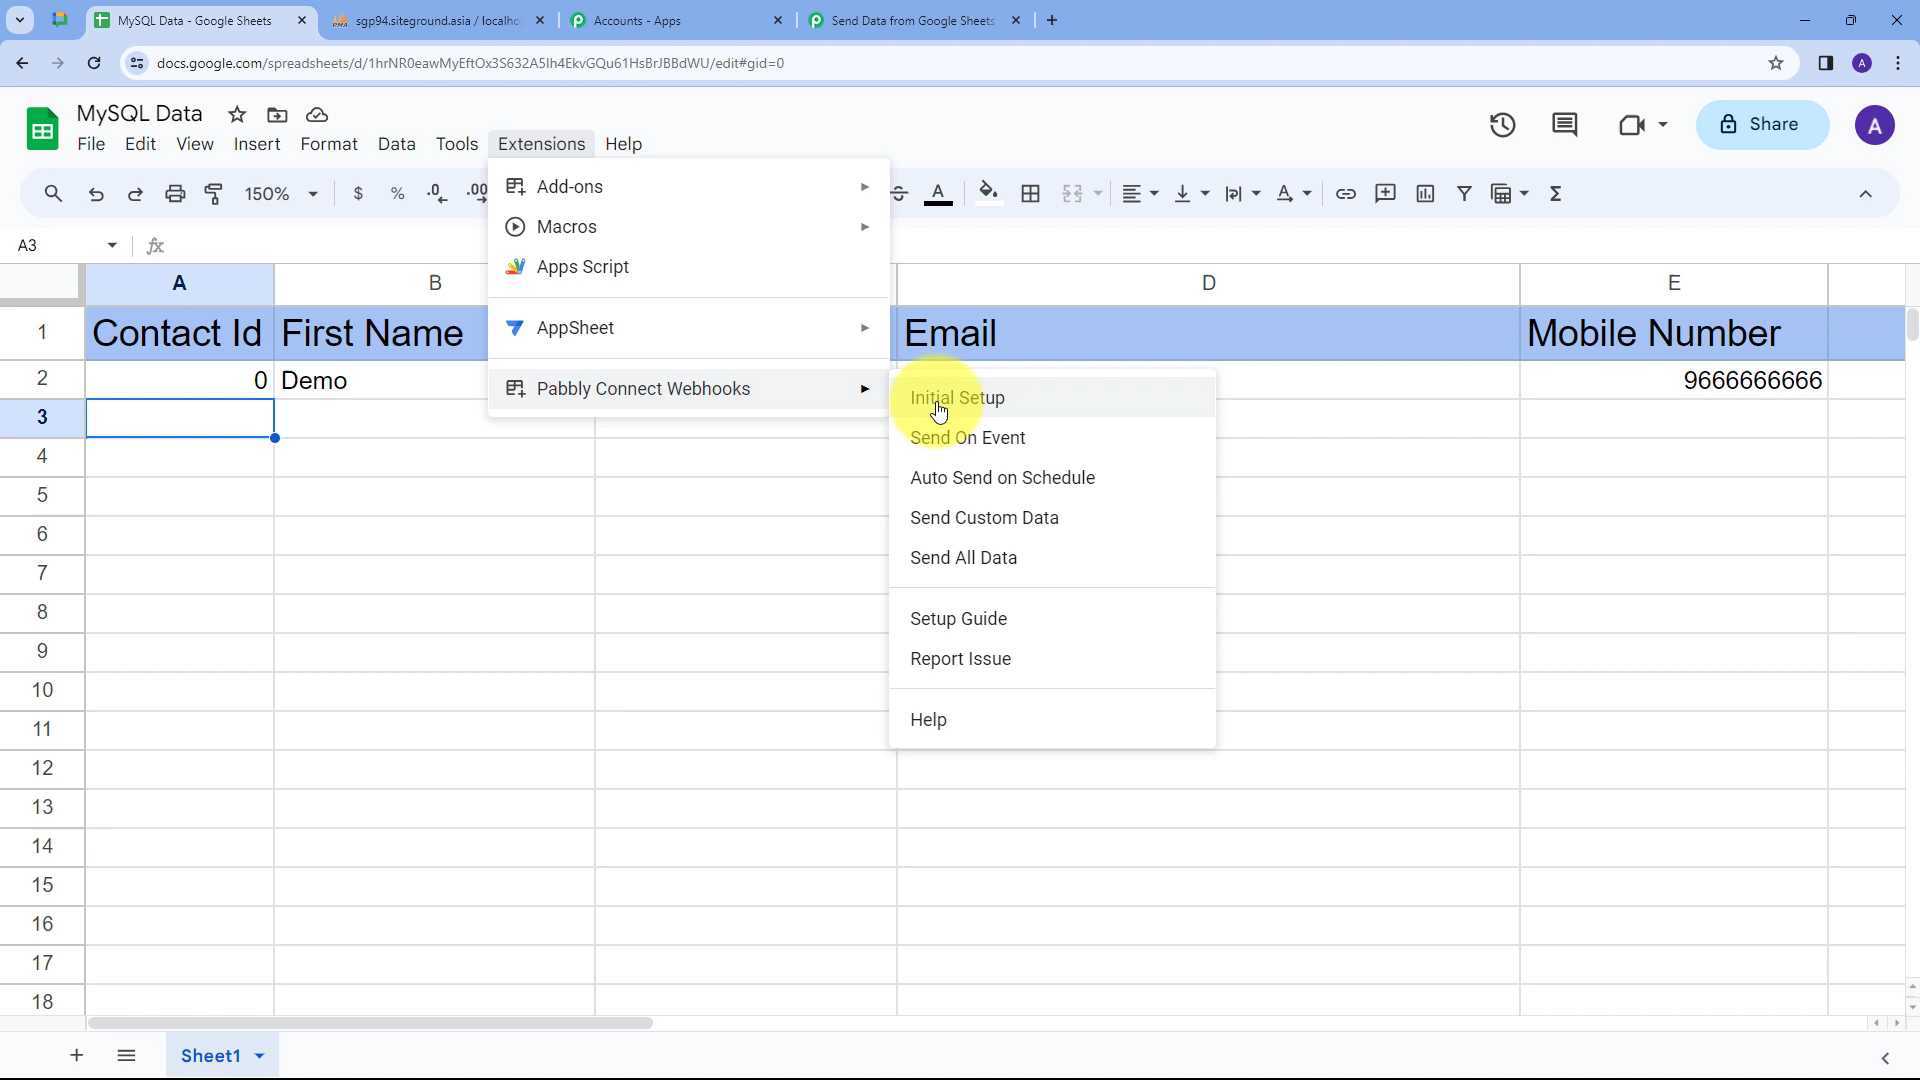 MySQL Data - Google Sheets
sgp94.siteground.asia / localho
Accounts - Apps
Send Data from Google Sheets
docs.google.com/spreadsheets/d/1hrNR0eawMyEftOx3S632A5Ih4EkvGQu61HsBrJBBdWU/edit#gid=0
A
MySQL Data
File Edit View Insert Format Data Tools Extensions Help
Share
A
150%
$ % .0 .00
A3
fx
Add-ons
Macros
Apps Script
AppSheet
Pabbly Connect Webhooks
Initial Setup
Send On Event
Auto Send on Schedule
Send Custom Data
Send All Data
Setup Guide
Report Issue
Help
A B D E
1 Contact Id First Name Email Mobile Number
2 0 Demo 9666666666
3
4
5
6
7
8
9
10
11
12
13
14
15
16
17
18
Sheet1